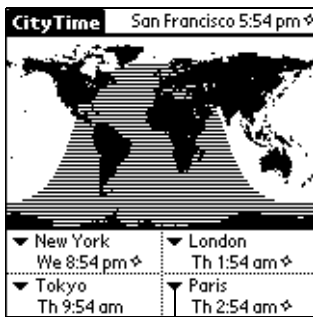 CityTime
San Francisco 5:54 pm
New York
We 8:54 pm
London
Th 1:54 am
Tokyo
Th 9:54 am
Paris
Th 2:54 am